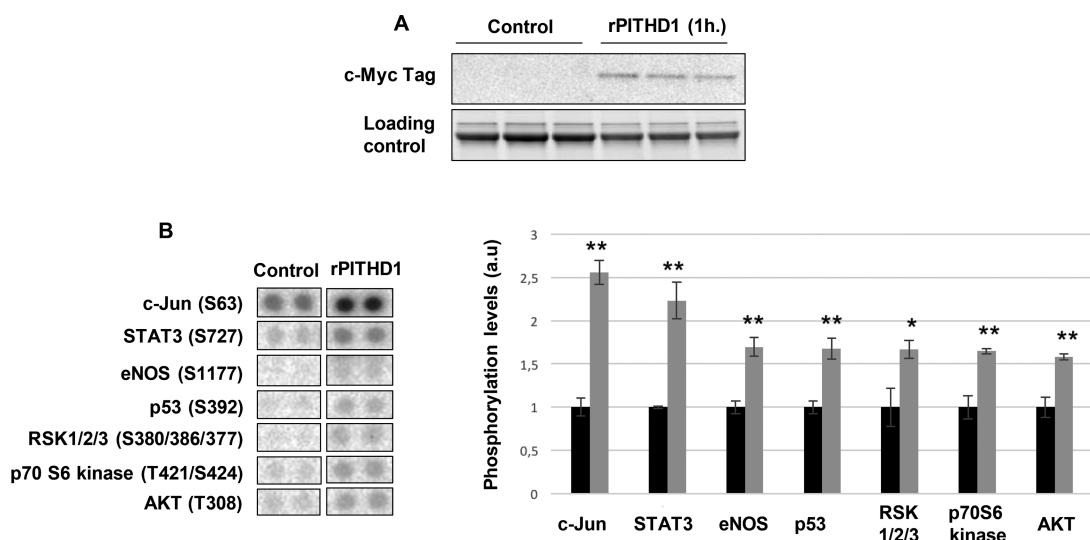 A
Control
rPITHD1 (1h.)
c-Myc Tag
Loading
control
B
Control
rPITHD1
c-Jun (S63)
STAT3 (S727)
eNOS (S1177)
p53 (S392)
RSK1/2/3 (S380/386/377)
p70 S6 kinase (T421/S424)
AKT (T308)
Phosphorylation levels (a.u)
3
2,5
2
1,5
1
0,5
0
**
**
**
**
*
**
**
c-Jun
STAT3
eNOS
p53
RSK
1/2/3
p70S6
kinase
AKT